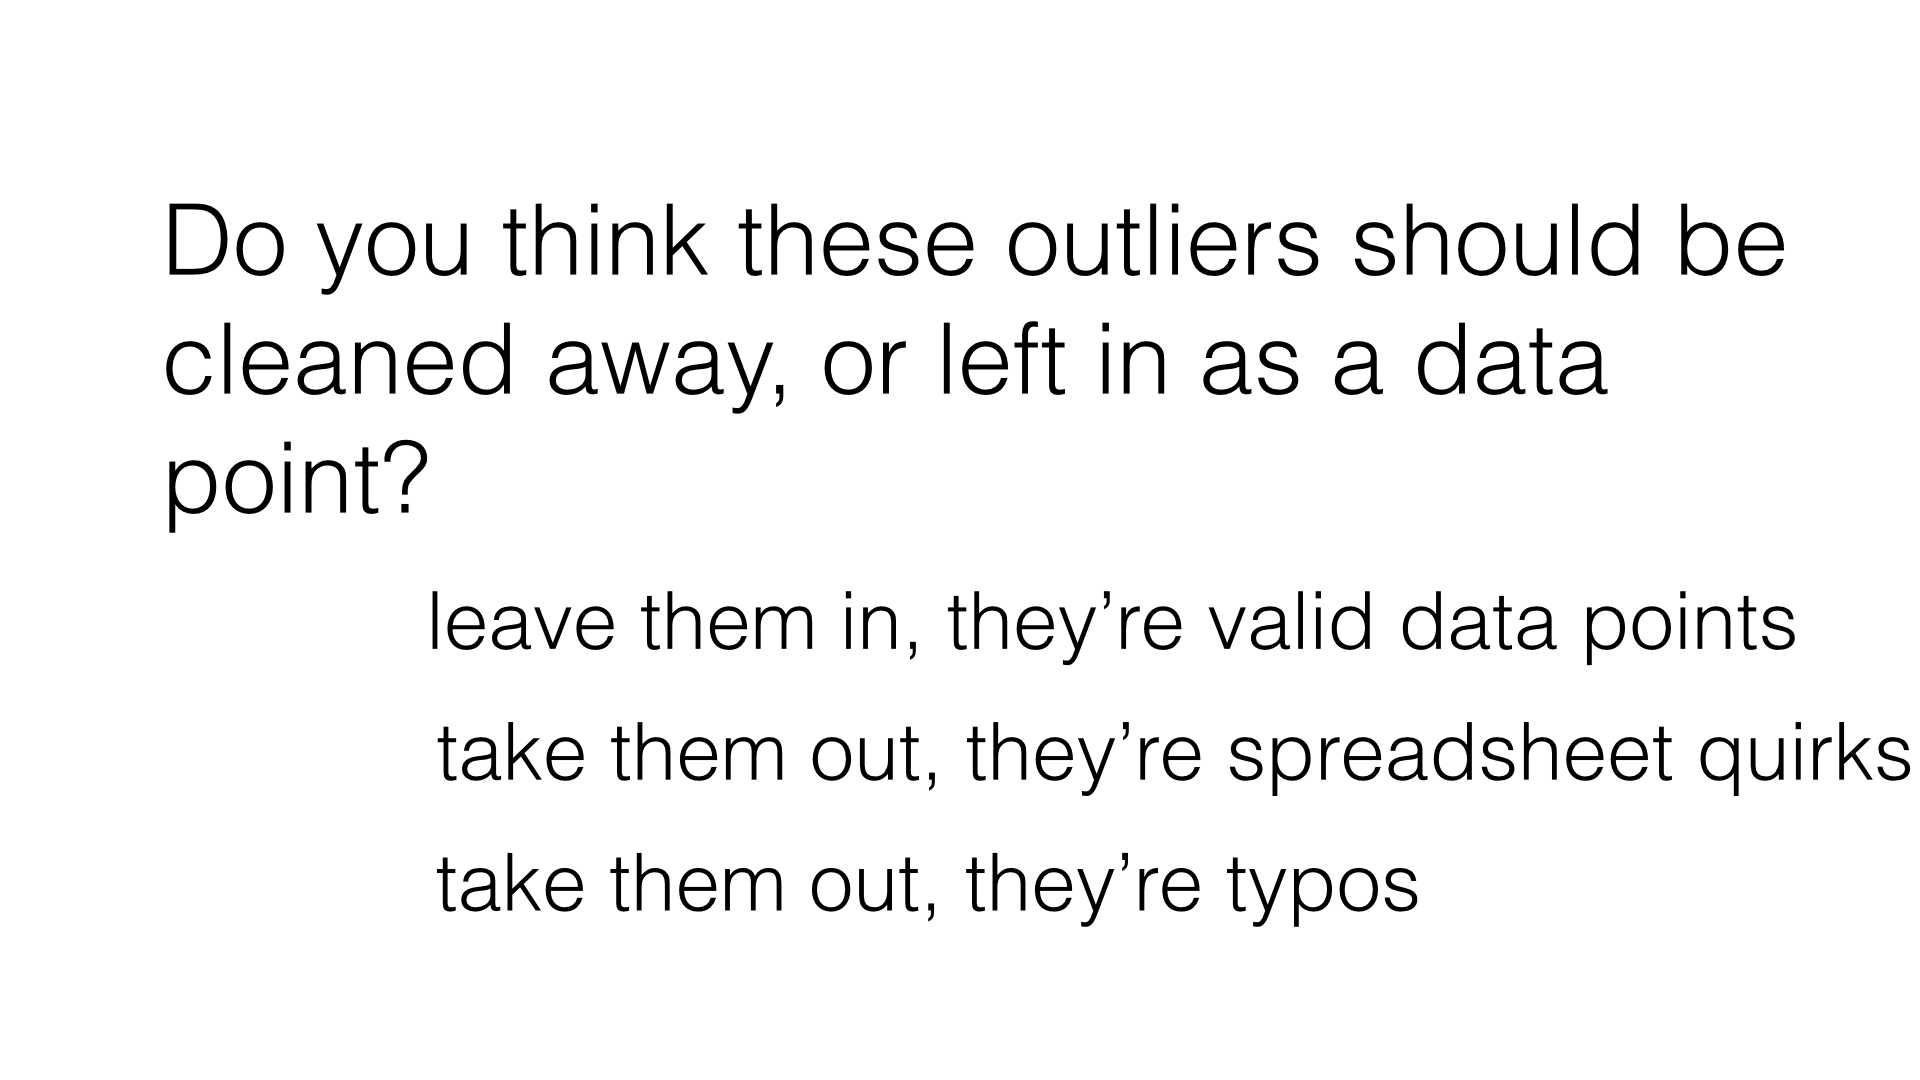 Do you think these outliers should be
cleaned away, or left in as a data
point?
leave them in, they’re valid data points
take them out, they’re spreadsheet quirks
take them out, they’re typos